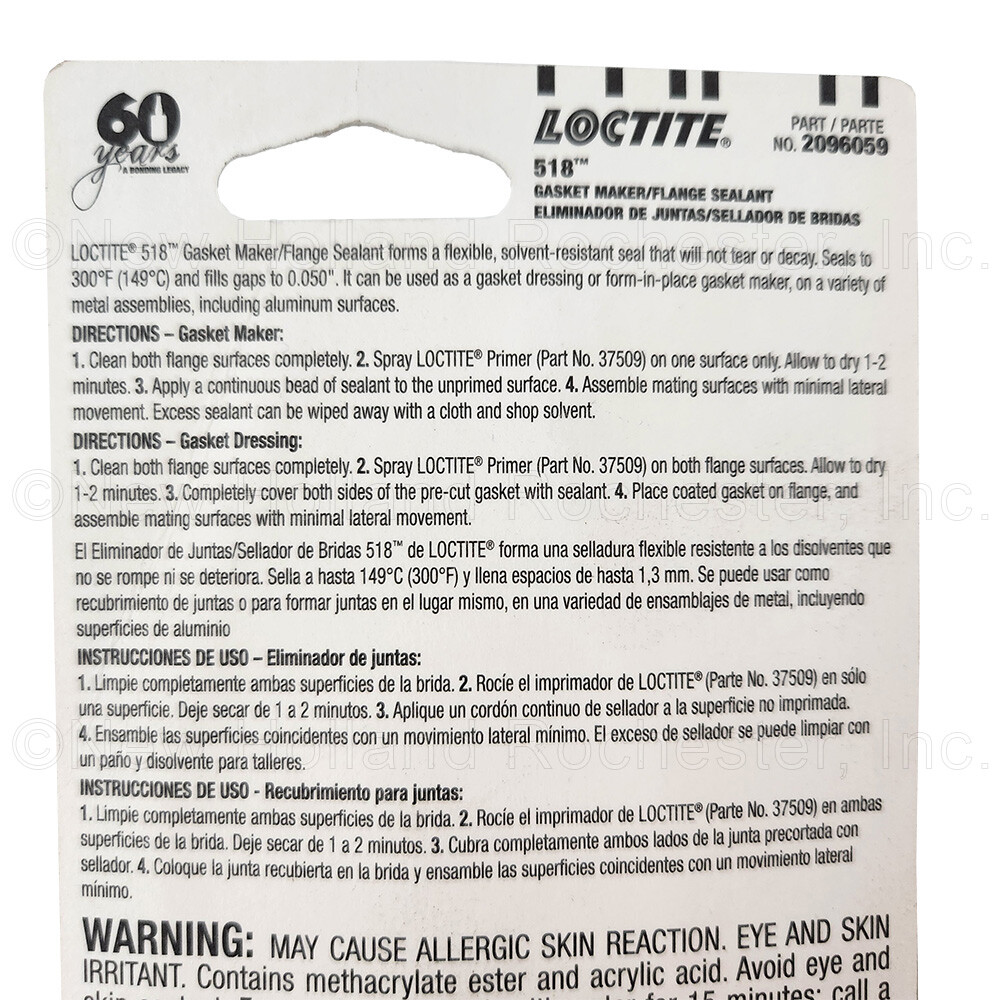 60
years
A BONDING LEGACY
LOCTITE®
PART / PARTE
NO. 2096059
518™
GASKET MAKER/FLANGE SEALANT
ELIMINADOR DE JUNTAS/SELLADOR DE BRIDAS
©New Holland Rochester, Inc.
LOCTITE® 518™ Gasket Maker/Flange Sealant forms a flexible, solvent-resistant seal that will not tear or decay. Seals to
300°F (149°C) and fills gaps to 0.050". It can be used as a gasket dressing or form-in-place gasket maker, on a variety of
metal assemblies, including aluminum surfaces.
DIRECTIONS – Gasket Maker:
1. Clean both flange surfaces completely. 2. Spray LOCTITE® Primer (Part No. 37509) on one surface only. Allow to dry 1-2
minutes. 3. Apply a continuous bead of sealant to the unprimed surface. 4. Assemble mating surfaces with minimal lateral
movement. Excess sealant can be wiped away with a cloth and shop solvent.
DIRECTIONS – Gasket Dressing:
1. Clean both flange surfaces completely. 2. Spray LOCTITE® Primer (Part No. 37509) on both flange surfaces. Allow to dry
1-2 minutes. 3. Completely cover both sides of the pre-cut gasket with sealant. 4. Place coated gasket on flange, and
©New Holland Rochester, Inc.
assemble mating surfaces with minimal lateral movement.
El Eliminador de Juntas/Sellador de Bridas 518™ de LOCTITE® forma una selladura flexible resistente a los disolventes que
no se rompe ni se deteriora. Sella a hasta 149°C (300°F) y llena espacios de hasta 1,3 mm. Se puede usar como
recubrimiento de juntas o para formar juntas en el lugar mismo, en una variedad de ensamblajes de metal, incluyendo
superficies de aluminio
INSTRUCCIONES DE USO – Eliminador de juntas:
1. Limpie completamente ambas superficies de la brida. 2. Rocíe el imprimador de LOCTITE® (Parte No. 37509) en sólo
una superficie. Deje secar de 1 a 2 minutos. 3. Aplique un cordón continuo de sellador a la superficie no imprimada.
4. Ensamble las superficies coincidentes con un movimiento lateral mínimo. El exceso de sellador se puede limpiar con
©New Holland Rochester, Inc.
un paño y disolvente para talleres.
INSTRUCCIONES DE USO - Recubrimiento para juntas:
1. Limpie completamente ambas superficies de la brida. 2. Rocíe el imprimador de LOCTITE® (Parte No. 37509) en ambas
superficies de la brida. Deje secar de 1 a 2 minutos. 3. Cubra completamente ambos lados de la junta precortada con
sellador. 4. Coloque la junta recubierta en la brida y ensamble las superficies coincidentes con un movimiento lateral
mínimo.
WARNING: MAY CAUSE ALLERGIC SKIN REACTION. EYE AND SKIN
IRRITANT. Contains methacrylate ester and acrylic acid. Avoid eye and
for 15 minutes: call a